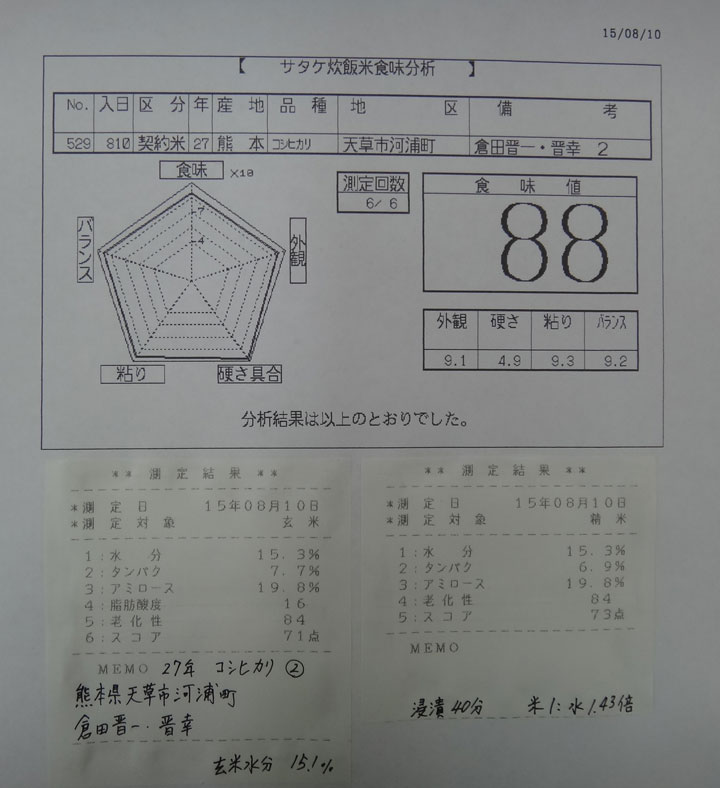 15/08/10
【 サタケ炊飯米食味分析 】
No. 入日 区分 年 産地 品種 地区 備考
529 810 契約米 27 熊本 コシヒカリ 天草市河浦町 倉田晋一・晋幸 2
食味 ×10
7
4
バランス
外観
粘り
硬さ具合
測定回数
6/ 6
食味値
88
外観 硬さ 粘り バランス
9.1 4.9 9.3 9.2
分析結果は以上のとおりでした。
** 測定結果 **
*測定日 15年08月10日
*測定対象 玄米
1:水分 15.3%
2:タンパク 7.7%
3:アミロース 19.8%
4:脂肪酸度 16
5:老化性 84
6:スコア 71点
MEMO 27年 コシヒカリ ②
熊本県天草市河浦町
倉田晋一.晋幸
玄米水分 15.1%
** 測定結果 **
*測定日 15年08月10日
*測定対象 精米
1:水分 15.3%
2:タンパク 6.9%
3:アミロース 19.8%
4:老化性 84
5:スコア 73点
MEMO
浸漬40分 米1:水1.43倍